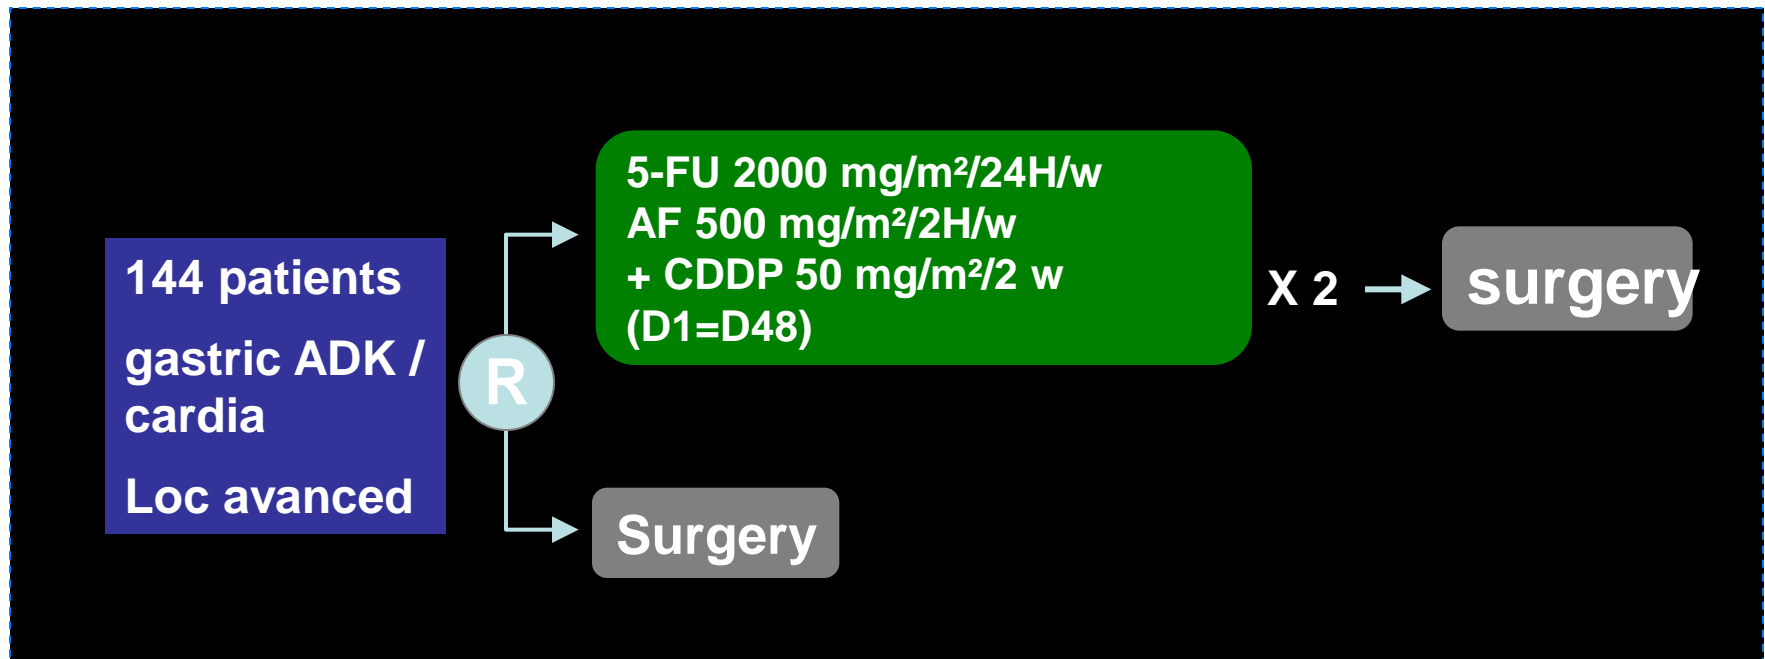 144 patients
gastric ADK /
cardia
Loc avanced
R
5-FU 2000 mg/m²/24H/w
AF 500 mg/m²/2H/w
+ CDDP 50 mg/m²/2 w
(D1=D48)
X 2
surgery
Surgery